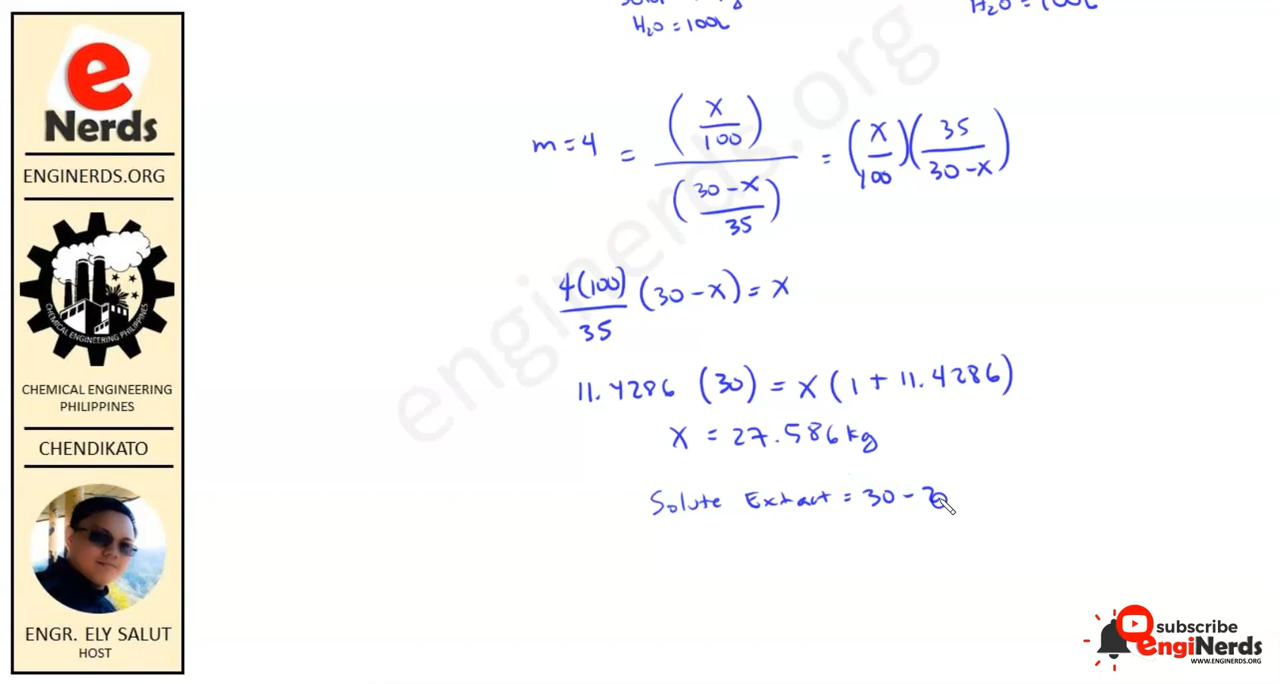 H₂O = 100L
H₂O = 100L
e
Nerds
ENGINERDS.ORG
CHEMICAL ENGINEERING PHILIPPINES
CHEMICAL ENGINEERING
PHILIPPINES
CHENDIKATO
ENGR. ELY SALUT
HOST
enginerds.org
m = 4 = (x/100) / ((30 - x)/35) = (x/100)(35/(30 - x))
4(100)/35 (30 - x) = x
11.4286 (30) = x (1 + 11.4286)
x = 27.586 kg
Solute Extract = 30 -
subscribe
engiNerds
WWW.ENGINERDS.ORG